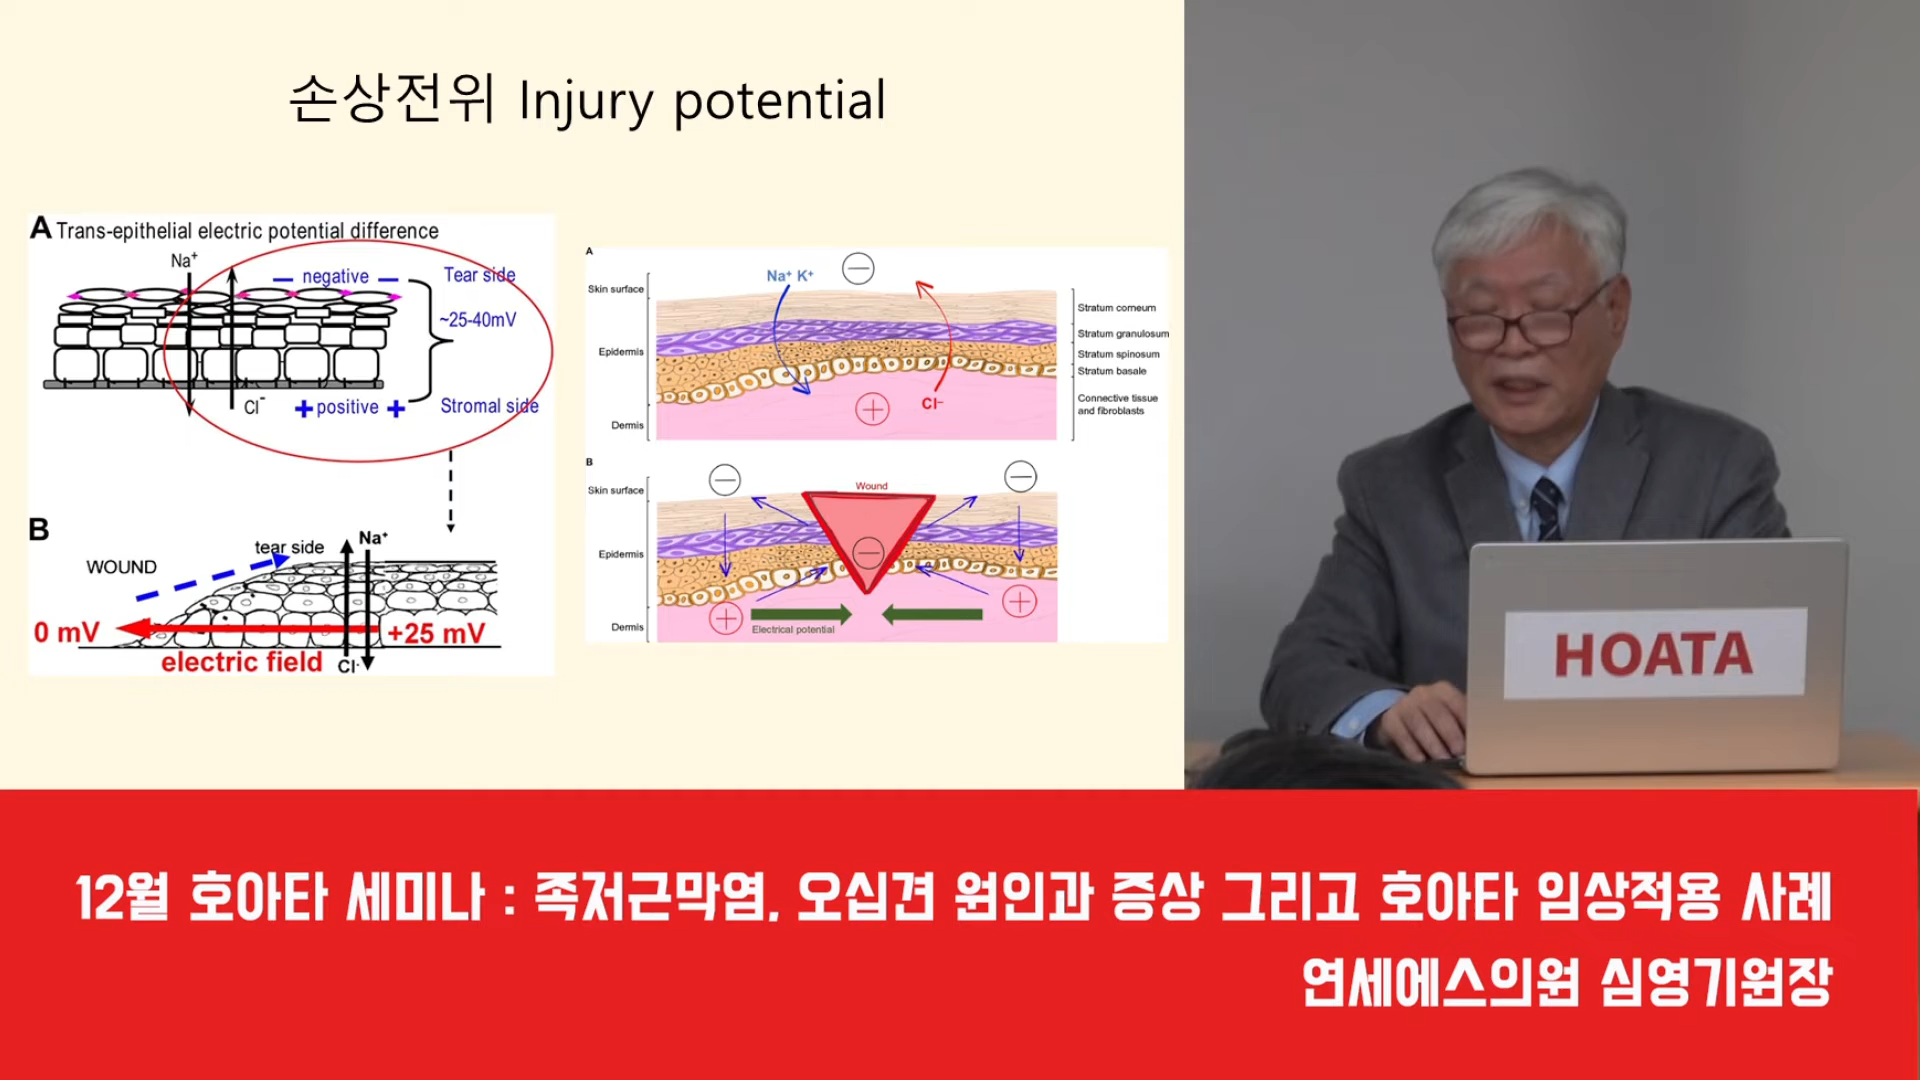 손상전위 Injury potential
A Trans-epithelial electric potential difference
Na⁺
negative
Tear side
~25-40mV
Cl⁻
positive
Stromal side
B
WOUND
tear side
Na⁺
0 mV
+25 mV
electric field
Cl⁻
A
Na⁺ K⁺
Skin surface
Epidermis
Dermis
Cl⁻
Stratum corneum
Stratum granulosum
Stratum spinosum
Stratum basale
Connective tissue
and fibroblasts
B
Wound
Skin surface
Epidermis
Dermis
Electrical potential
HOATA
12월 호아타 세미나 : 족저근막염, 오십견 원인과 증상 그리고 호아타 임상적용 사례
연세에스의원 심영기원장